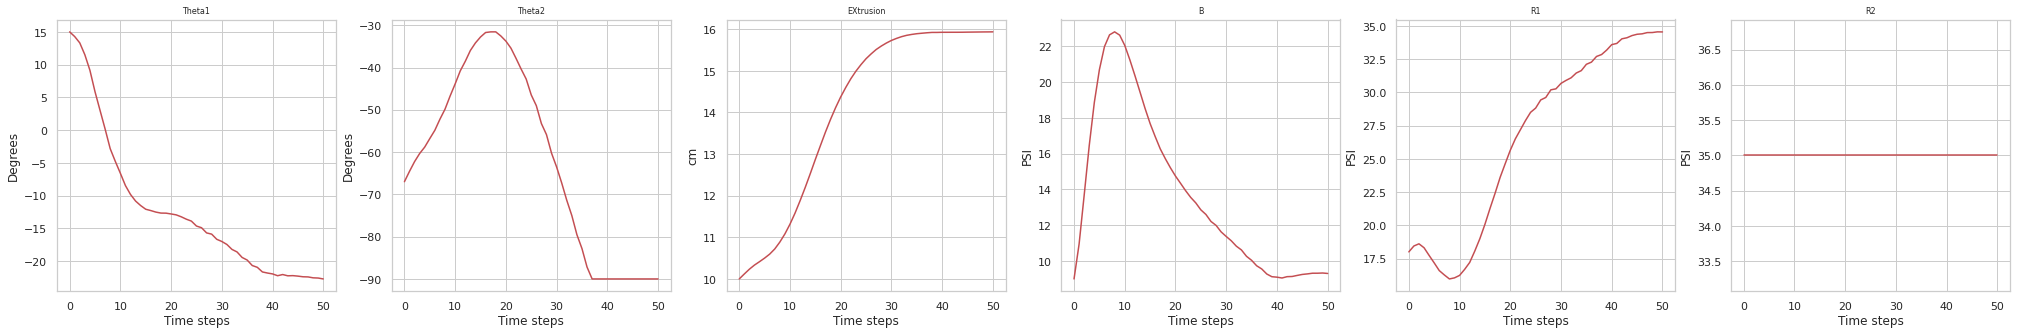 Theta1
Degrees
15
10
5
0
−5
−10
−15
−20
0 10 20 30 40 50
Time steps
Theta2
Degrees
−30
−40
−50
−60
−70
−80
−90
0 10 20 30 40 50
Time steps
EXtrusion
cm
16
15
14
13
12
11
10
0 10 20 30 40 50
Time steps
B
PSI
22
20
18
16
14
12
10
0 10 20 30 40 50
Time steps
R1
PSI
35.0
32.5
30.0
27.5
25.0
22.5
20.0
17.5
0 10 20 30 40 50
Time steps
R2
PSI
36.5
36.0
35.5
35.0
34.5
34.0
33.5
0 10 20 30 40 50
Time steps